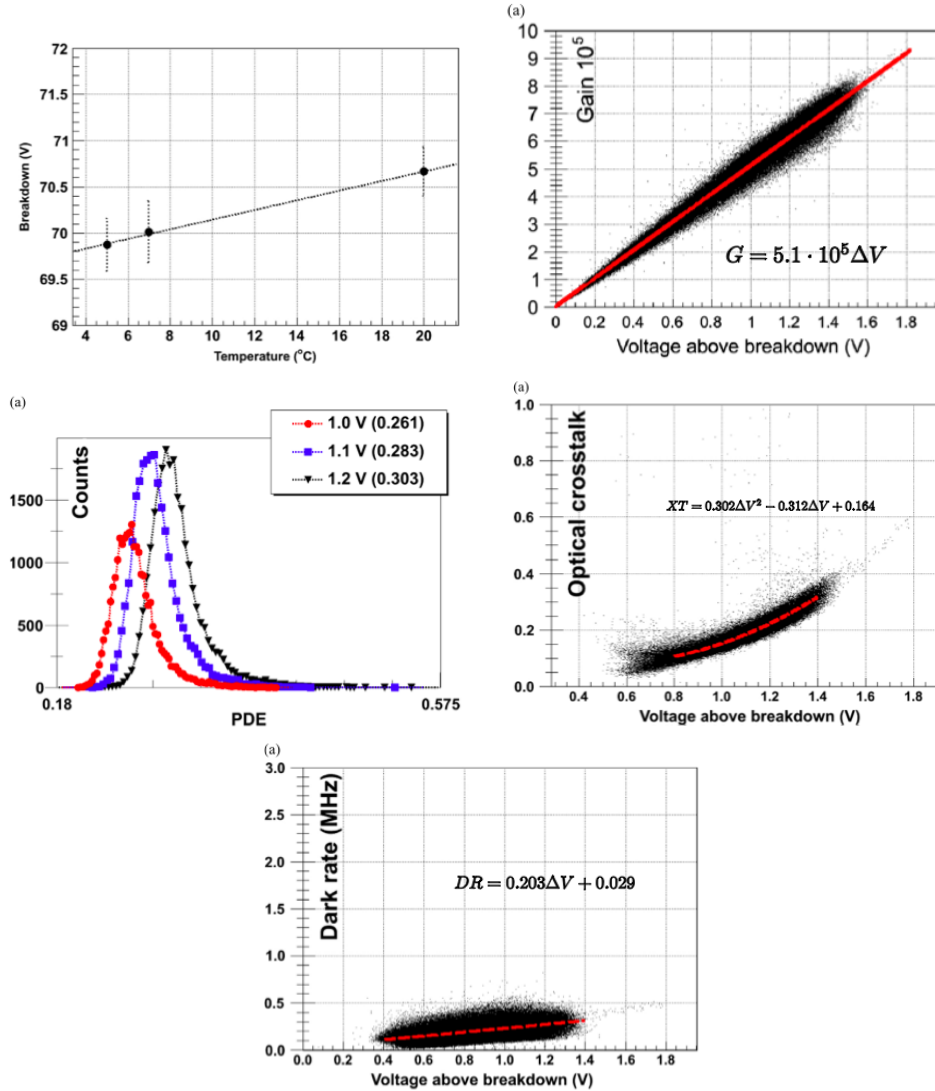 72
71.5
71
70.5
70
69.5
69
Breakdown (V)
4 6 8 10 12 14 16 18 20
Temperature (°C)
(a)
10
9
8
7
6
5
4
3
2
1
0
Gain 10⁵
G = 5.1 · 10⁵ΔV
0 0.2 0.4 0.6 0.8 1.0 1.2 1.4 1.6 1.8
Voltage above breakdown (V)
(a)
1.0 V (0.261)
1.1 V (0.283)
1.2 V (0.303)
Counts
1500
1000
500
0
0.18 0.575
PDE
(a)
1.0
0.8
0.6
0.4
0.2
0.0
Optical crosstalk
XT = 0.302ΔV² − 0.312ΔV + 0.164
0.4 0.6 0.8 1.0 1.2 1.4 1.6 1.8
Voltage above breakdown (V)
(a)
3.0
2.5
2.0
1.5
1.0
0.5
0.0
Dark rate (MHz)
DR = 0.203ΔV + 0.029
0.0 0.2 0.4 0.6 0.8 1.0 1.2 1.4 1.6 1.8
Voltage above breakdown (V)